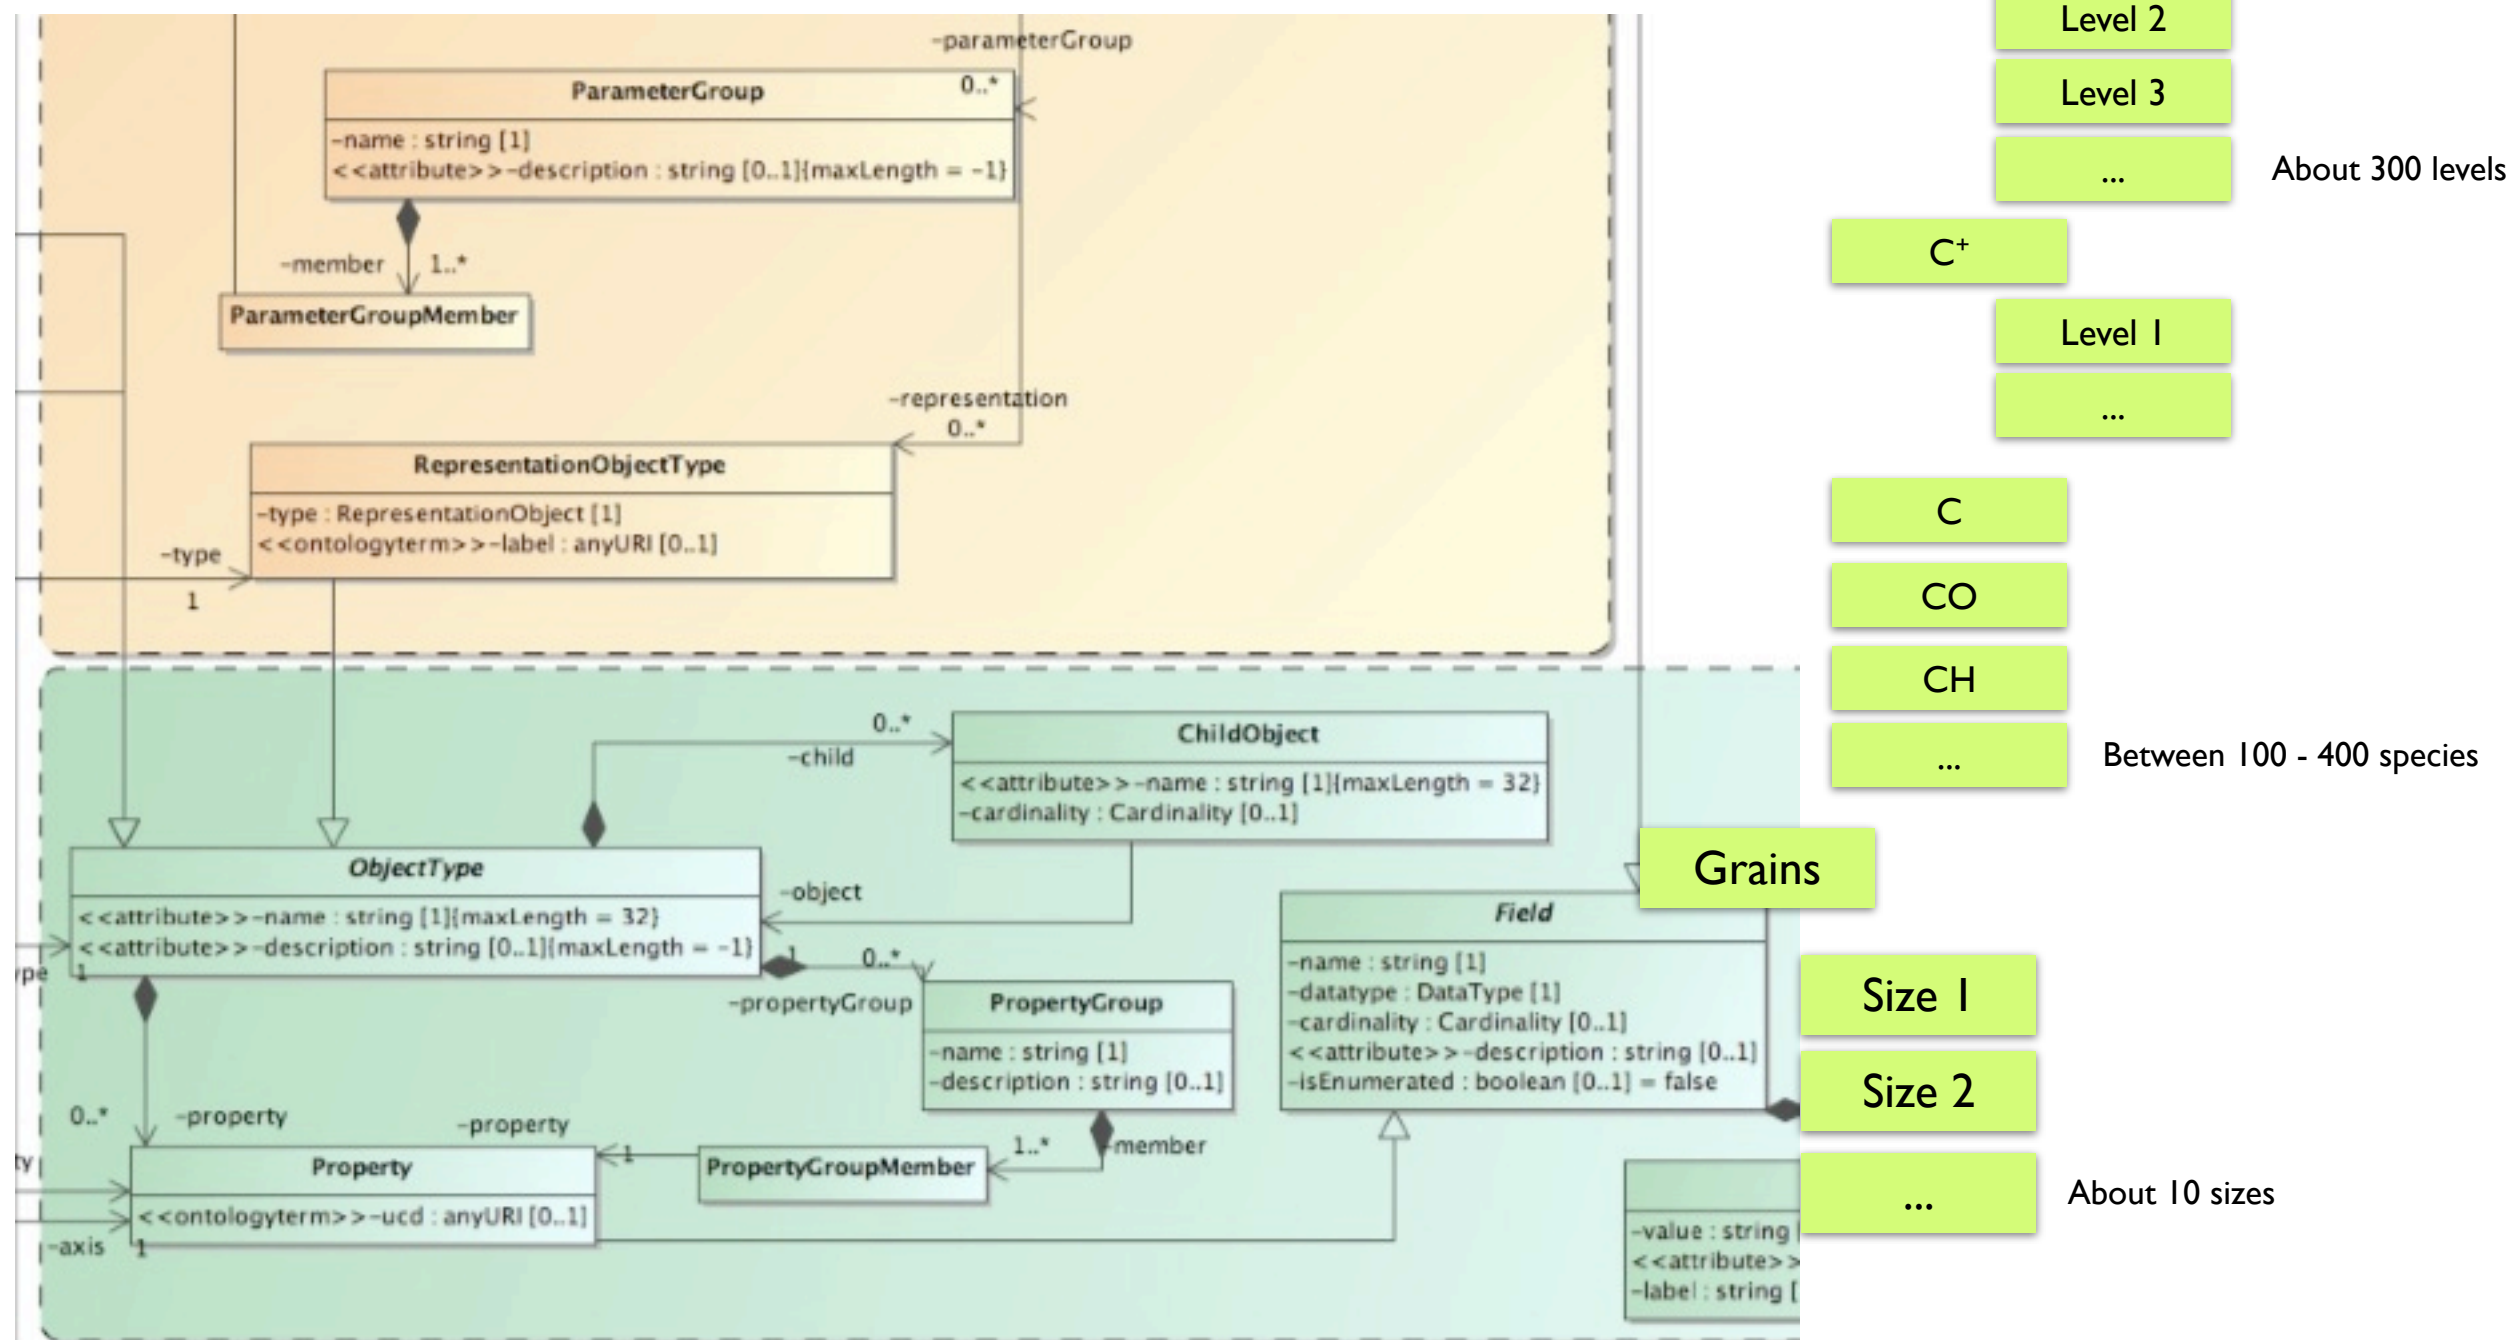 -parameterGroup
0..*
ParameterGroup
-name : string [1]
<<attribute>>-description : string [0..1]{maxLength = -1}
-member
1..*
ParameterGroupMember
-representation
0..*
RepresentationObjectType
-type : RepresentationObject [1]
<<ontologyterm>>-label : anyURI [0..1]
-type
1
0..*
-child
ChildObject
<<attribute>>-name : string [1]{maxLength = 32}
-cardinality : Cardinality [0..1]
ObjectType
<<attribute>>-name : string [1]{maxLength = 32}
<<attribute>>-description : string [0..1]{maxLength = -1}
-object
1
ype
1
0..*
-propertyGroup
PropertyGroup
-name : string [1]
-description : string [0..1]
Field
-name : string [1]
-datatype : DataType [1]
-cardinality : Cardinality [0..1]
<<attribute>>-description : string [0..1]
-isEnumerated : boolean [0..1] = false
0..*
-property
-property
1
1..*
-member
PropertyGroupMember
ty
Property
<<ontologyterm>>-ucd : anyURI [0..1]
-axis
1
-value : string
<<attribute>>
-label : string [
Level 2
Level 3
...
About 300 levels
C⁺
Level 1
...
C
CO
CH
...
Between 100 - 400 species
Grains
Size 1
Size 2
...
About 10 sizes